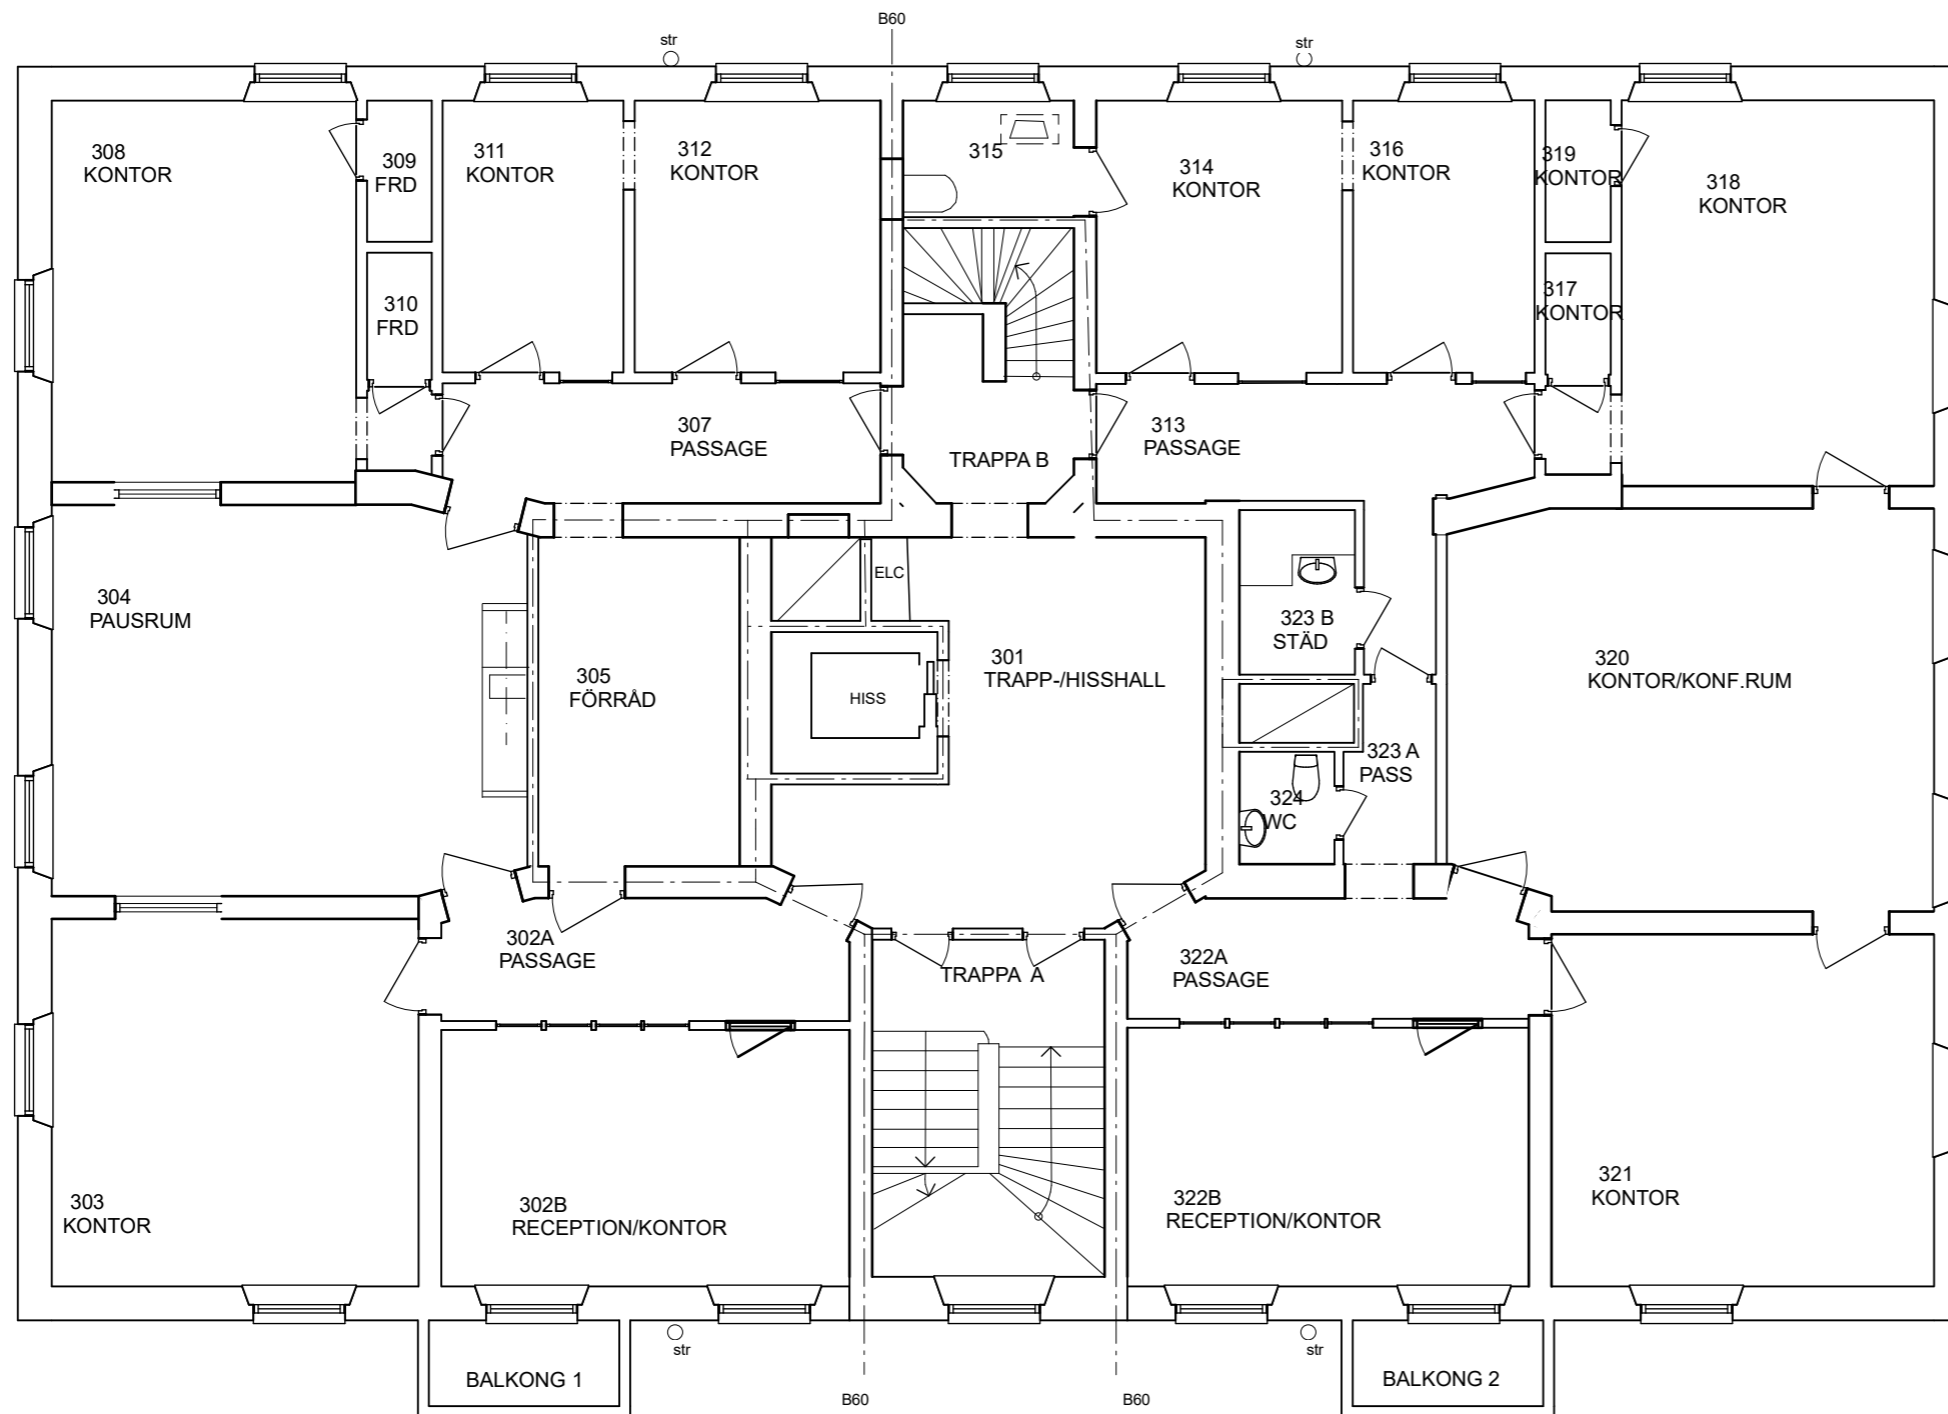 B60
str
str
308
KONTOR
309
FRD
311
KONTOR
312
KONTOR
315
314
KONTOR
316
KONTOR
319
KONTOR
318
KONTOR
310
FRD
317
KONTOR
307
PASSAGE
TRAPPA B
313
PASSAGE
304
PAUSRUM
305
FÖRRÅD
ELC
HISS
301
TRAPP-/HISSHALL
323 B
STÄD
320
KONTOR/KONF.RUM
323 A
PASS
324
WC
302A
PASSAGE
TRAPPA A
322A
PASSAGE
303
KONTOR
302B
RECEPTION/KONTOR
322B
RECEPTION/KONTOR
321
KONTOR
str
str
BALKONG 1
BALKONG 2
B60
B60